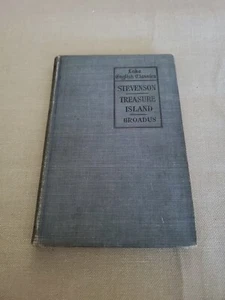 Lake
English Classics
STEVENSON'S
TREASURE
ISLAND
BROADUS